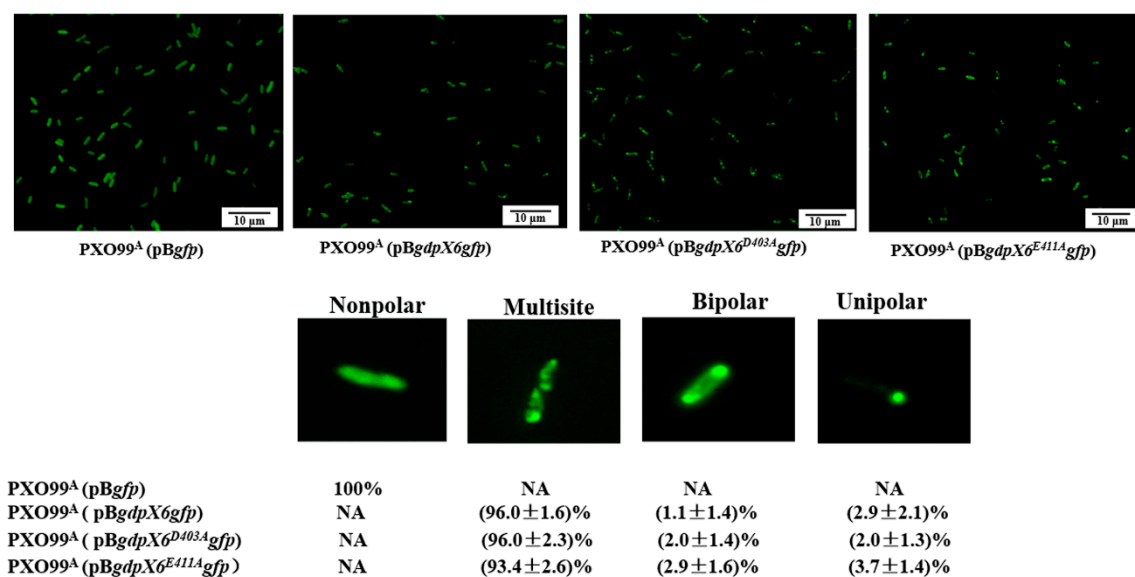 10 μm 10 μm 10 μm 10 μm
PXO99ᴬ (pBgfp) PXO99ᴬ (pBgdpX6gfp) PXO99ᴬ (pBgdpX6ᴰ⁴⁰³ᴬgfp) PXO99ᴬ (pBgdpX6ᴱ⁴¹¹ᴬgfp)
Nonpolar Multisite Bipolar Unipolar
PXO99ᴬ (pBgfp) 100% NA NA NA
PXO99ᴬ ( pBgdpX6gfp) NA (96.0±1.6)% (1.1±1.4)% (2.9±2.1)%
PXO99ᴬ ( pBgdpX6ᴰ⁴⁰³ᴬgfp) NA (96.0±2.3)% (2.0±1.4)% (2.0±1.3)%
PXO99ᴬ (pBgdpX6ᴱ⁴¹¹ᴬgfp) NA (93.4±2.6)% (2.9±1.6)% (3.7±1.4)%